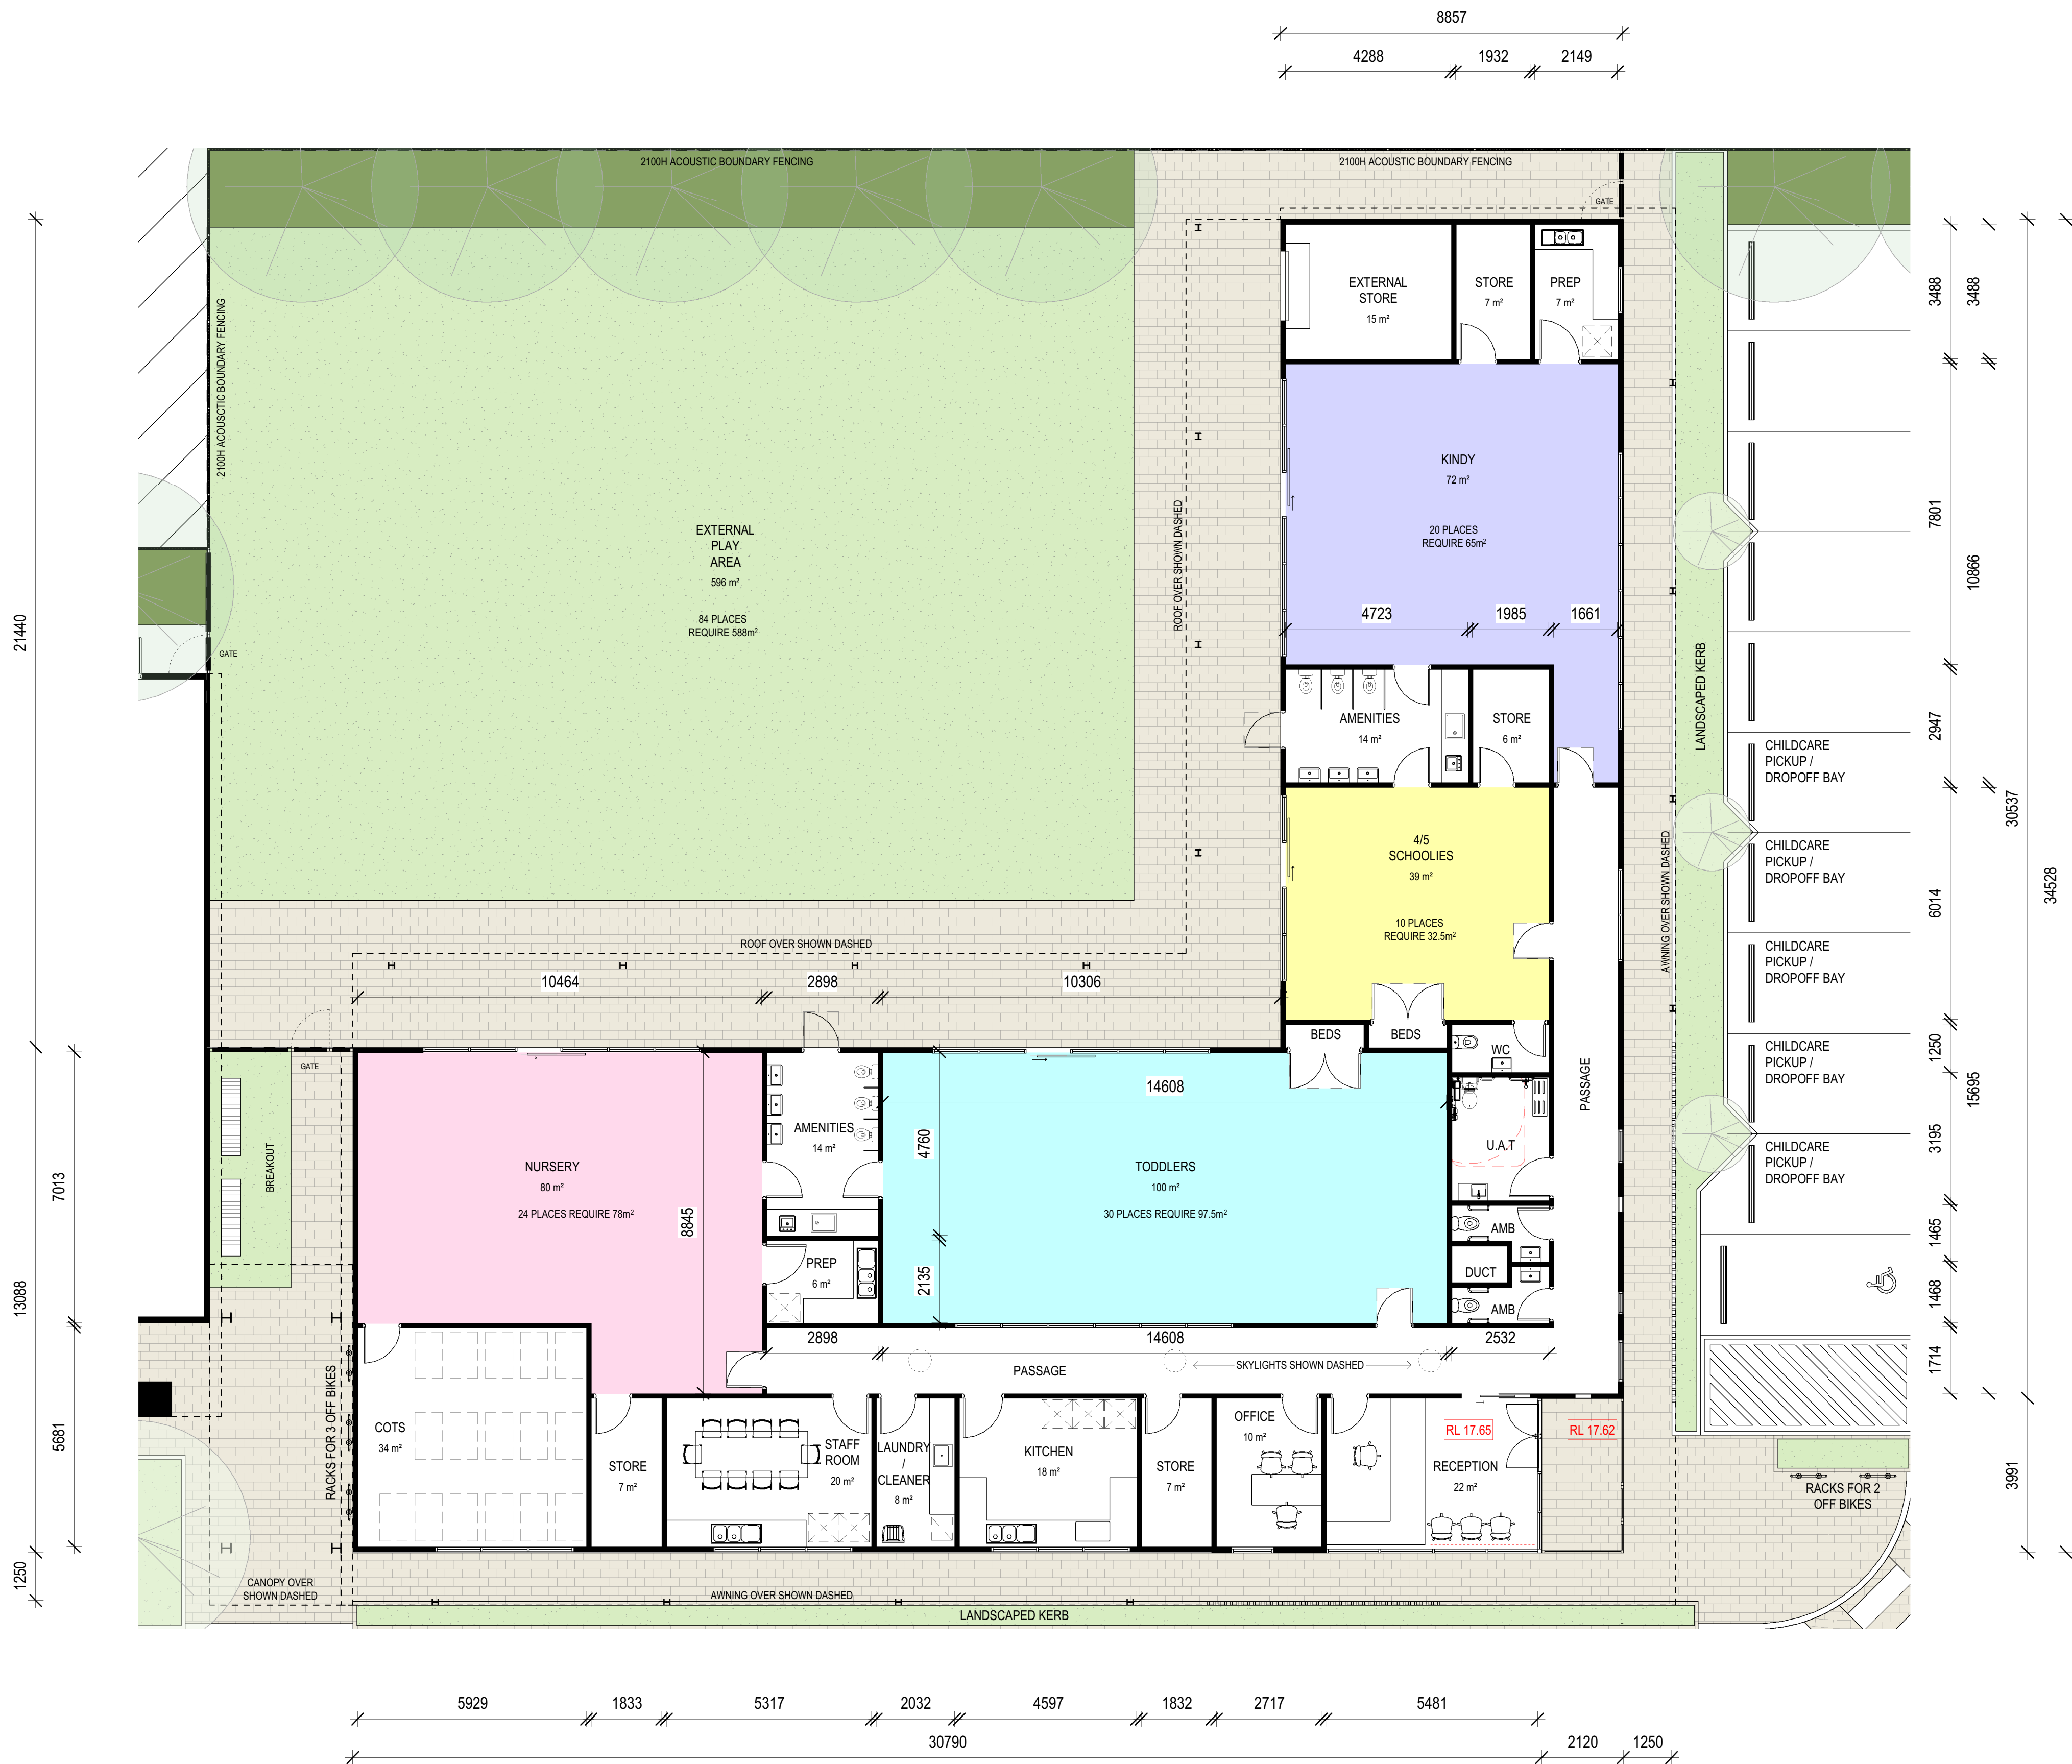 8857
4288
1932
2149
2100H ACOUSTIC BOUNDARY FENCING
2100H ACOUSTIC BOUNDARY FENCING
GATE
2100H ACOUSCTIC BOUNDARY FENCING
EXTERNAL
STORE
15 m²
STORE
7 m²
PREP
7 m²
3488
3488
KINDY
72 m²
20 PLACES
REQUIRE 65m²
EXTERNAL
PLAY
AREA
596 m²
84 PLACES
REQUIRE 588m²
ROOF OVER SHOWN DASHED
7801
10866
4723
1985
1661
21440
GATE
LANDSCAPED KERB
AMENITIES
14 m²
STORE
6 m²
2947
CHILDCARE
PICKUP /
DROPOFF BAY
30537
4/5
SCHOOLIES
39 m²
10 PLACES
REQUIRE 32.5m²
CHILDCARE
PICKUP /
DROPOFF BAY
34528
6014
AWNING OVER SHOWN DASHED
ROOF OVER SHOWN DASHED
CHILDCARE
PICKUP /
DROPOFF BAY
10464
2898
10306
BEDS
BEDS
WC
PASSAGE
CHILDCARE
PICKUP /
DROPOFF BAY
1250
15695
GATE
14608
AMENITIES
14 m²
4760
U.A.T
3195
CHILDCARE
PICKUP /
DROPOFF BAY
BREAKOUT
NURSERY
80 m²
24 PLACES REQUIRE 78m²
8845
TODDLERS
100 m²
30 PLACES REQUIRE 97.5m²
7013
AMB
1465
PREP
6 m²
2135
DUCT
AMB
1468
13088
2898
14608
2532
PASSAGE
SKYLIGHTS SHOWN DASHED
1714
RACKS FOR 3 OFF BIKES
COTS
34 m²
STORE
7 m²
STAFF
ROOM
20 m²
LAUNDRY
/
CLEANER
8 m²
KITCHEN
18 m²
STORE
7 m²
OFFICE
10 m²
RL 17.65
RECEPTION
22 m²
RL 17.62
5681
3991
RACKS FOR 2
OFF BIKES
1250
CANOPY OVER
SHOWN DASHED
AWNING OVER SHOWN DASHED
LANDSCAPED KERB
5929
1833
5317
2032
4597
1832
2717
5481
30790
2120
1250